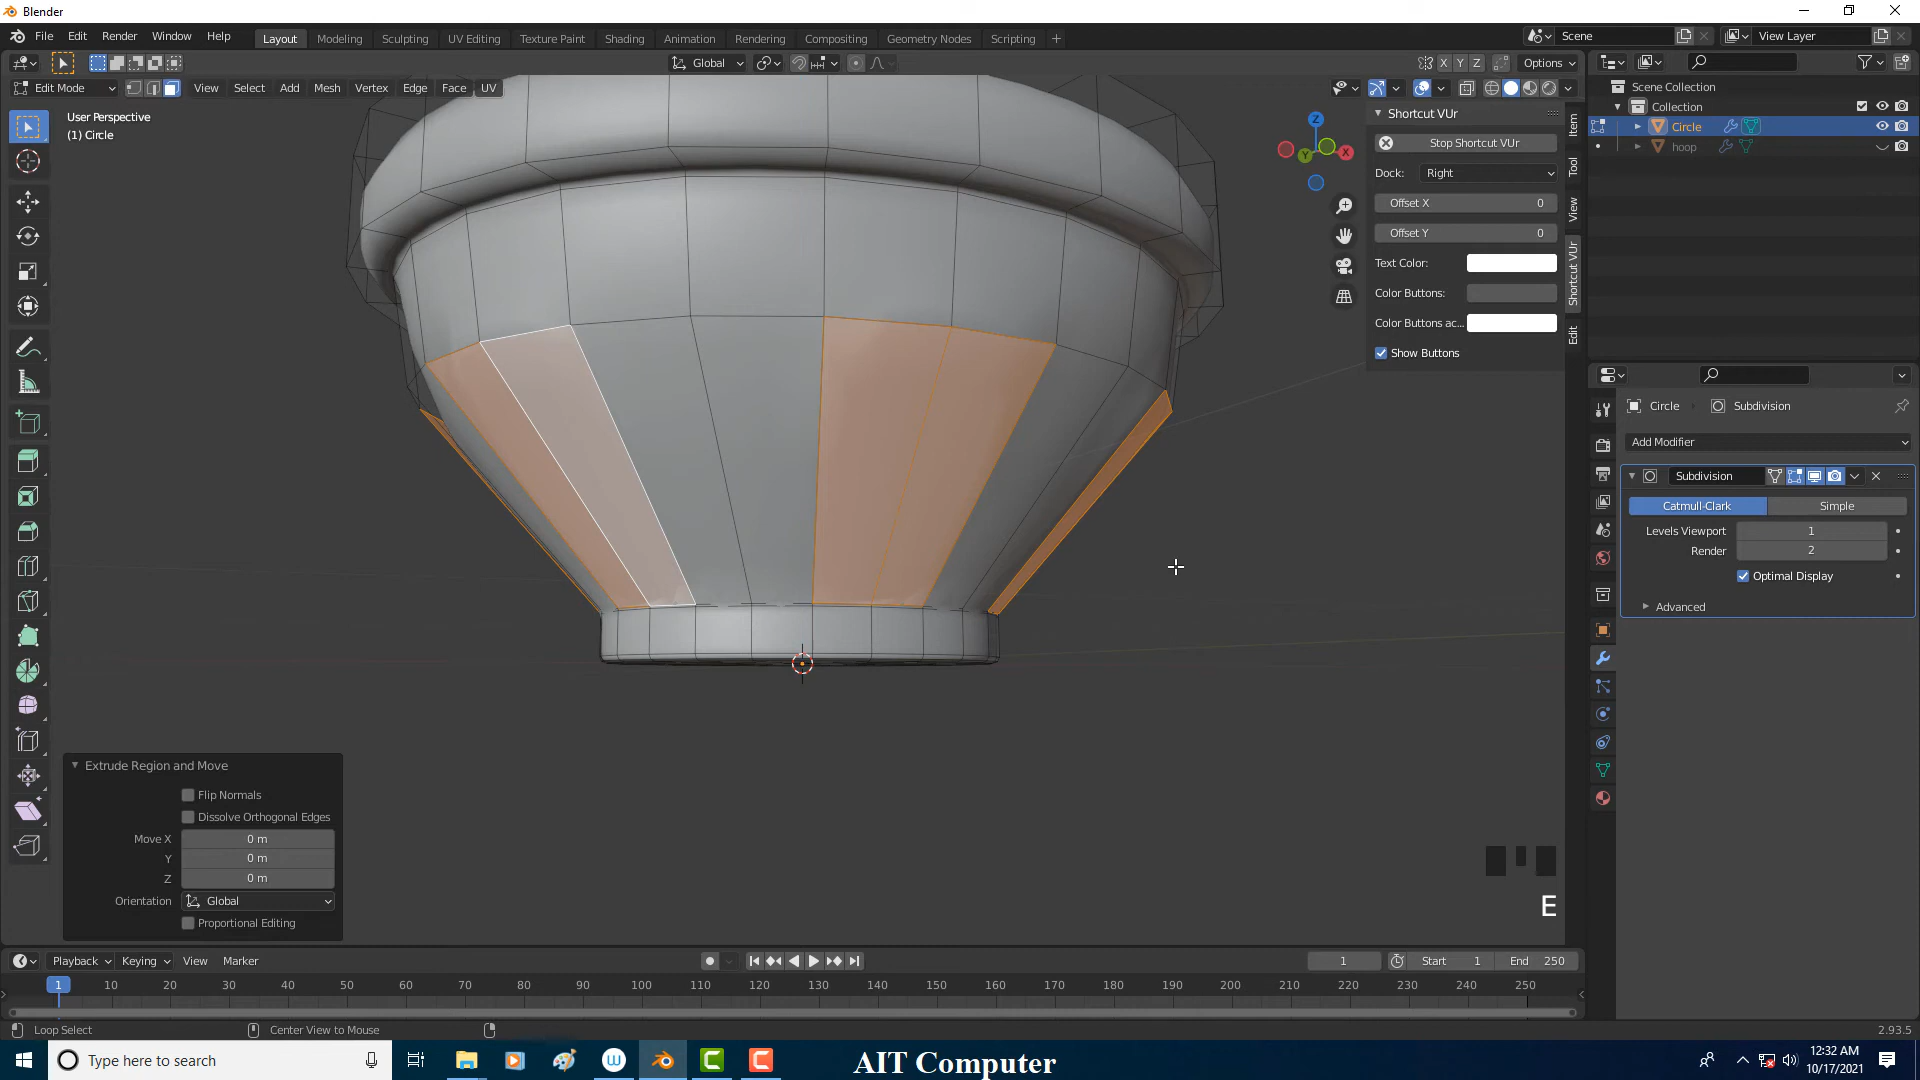 Blender
File Edit Render Window Help
Layout Modeling Sculpting UV Editing Texture Paint Shading Animation Rendering Compositing Geometry Nodes Scripting +
Scene
View Layer
Global
X Y Z
Options
Edit Mode
View Select Add Mesh Vertex Edge Face UV
User Perspective
(1) Circle
Z
X
Y
Shortcut VUr
Stop Shortcut VUr
Dock: Right
Offset X 0
Offset Y 0
Text Color:
Color Buttons:
Color Buttons ac...
Show Buttons
Item
Tool
View
Shortcut VUr
Edit
Scene Collection
Collection
Circle
hoop
Circle Subdivision
Add Modifier
Subdivision
Catmull-Clark Simple
Levels Viewport 1
Render 2
Optimal Display
Advanced
Extrude Region and Move
Flip Normals
Dissolve Orthogonal Edges
Move X 0 m
Y 0 m
Z 0 m
Orientation Global
Proportional Editing
E
Playback Keying View Marker
1
Start 1
End 250
1 10 20 30 40 50 60 70 80 90 100 110 120 130 140 150 160 170 180 190 200 210 220 230 240 250
Loop Select
Center View to Mouse
2.93.5
Type here to search
AIT Computer
12:32 AM
10/17/2021